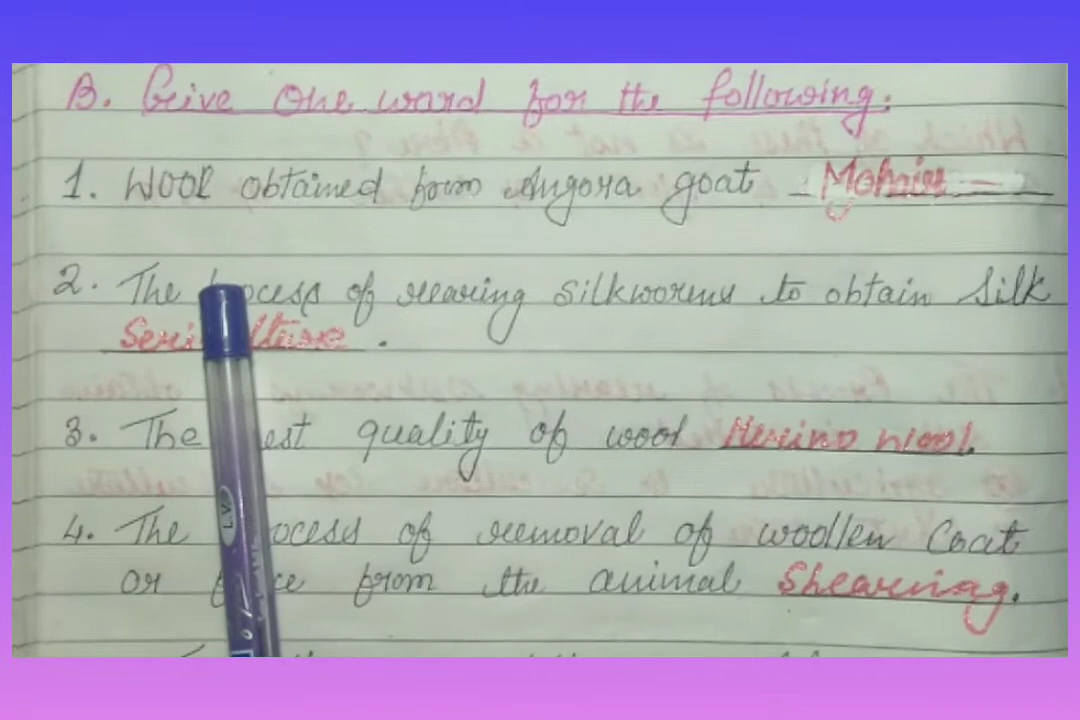 B. Give One word for the following:
1. Wool obtained from Angora goat Mohair
2. The of rearing silkworms to obtain Silk
.
3. The quality of wool Merino wool.
4. The of removal of woollen Coat
or from the animal Shearing.